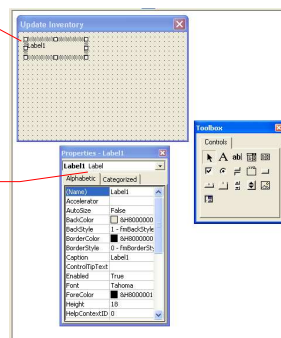 Update Inventory
Label1
Toolbox
Controls
A abl
Properties - Label1
Label1 Label
Alphabetic Categorized
(Name) Label1
Accelerator
AutoSize False
BackColor &H8000000
BackStyle 1 - fmBackStyle
BorderColor &H8000000
BorderStyle 0 - fmBorderSt
Caption Label1
ControlTipText
Enabled True
Font Tahoma
ForeColor &H8000001
Height 18
HelpContextID 0